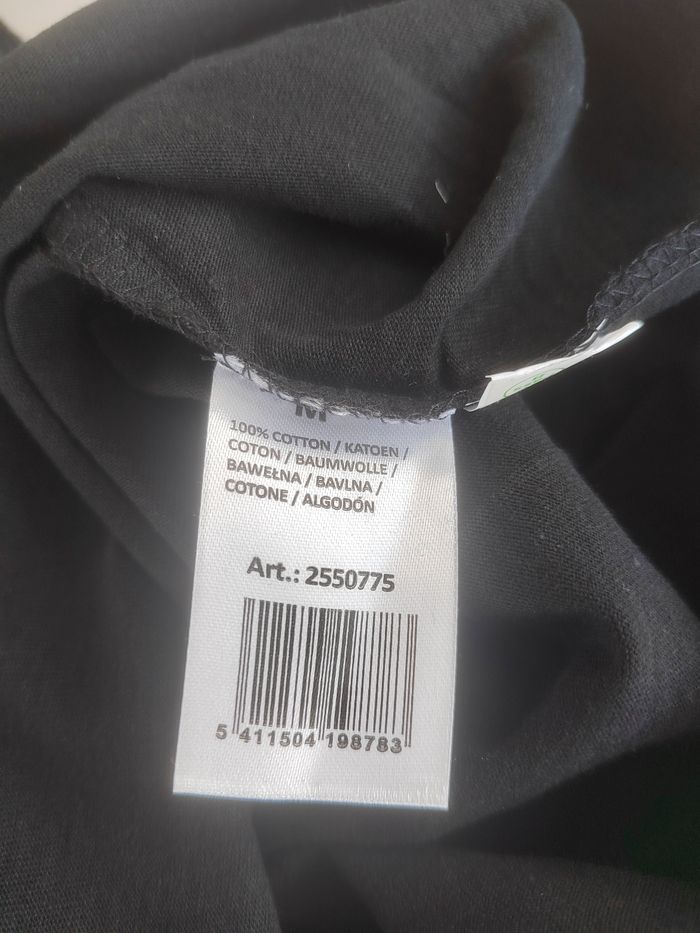 M
100% COTTON / KATOEN /
COTON / BAUMWOLLE /
BAWEŁNA / BAVLNA /
COTONE / ALGODÓN
Art.: 2550775
5 411504 198783